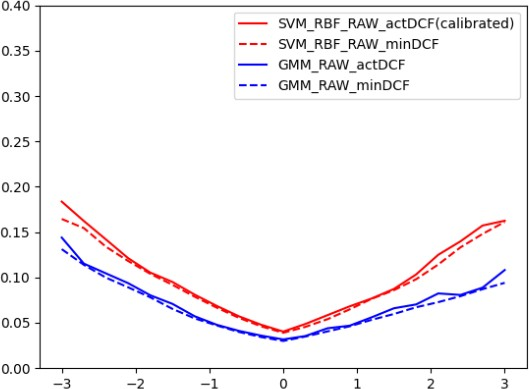 0.40
0.35
0.30
0.25
0.20
0.15
0.10
0.05
0.00
SVM_RBF_RAW_actDCF(calibrated)
SVM_RBF_RAW_minDCF
GMM_RAW_actDCF
GMM_RAW_minDCF
−3 −2 −1 0 1 2 3